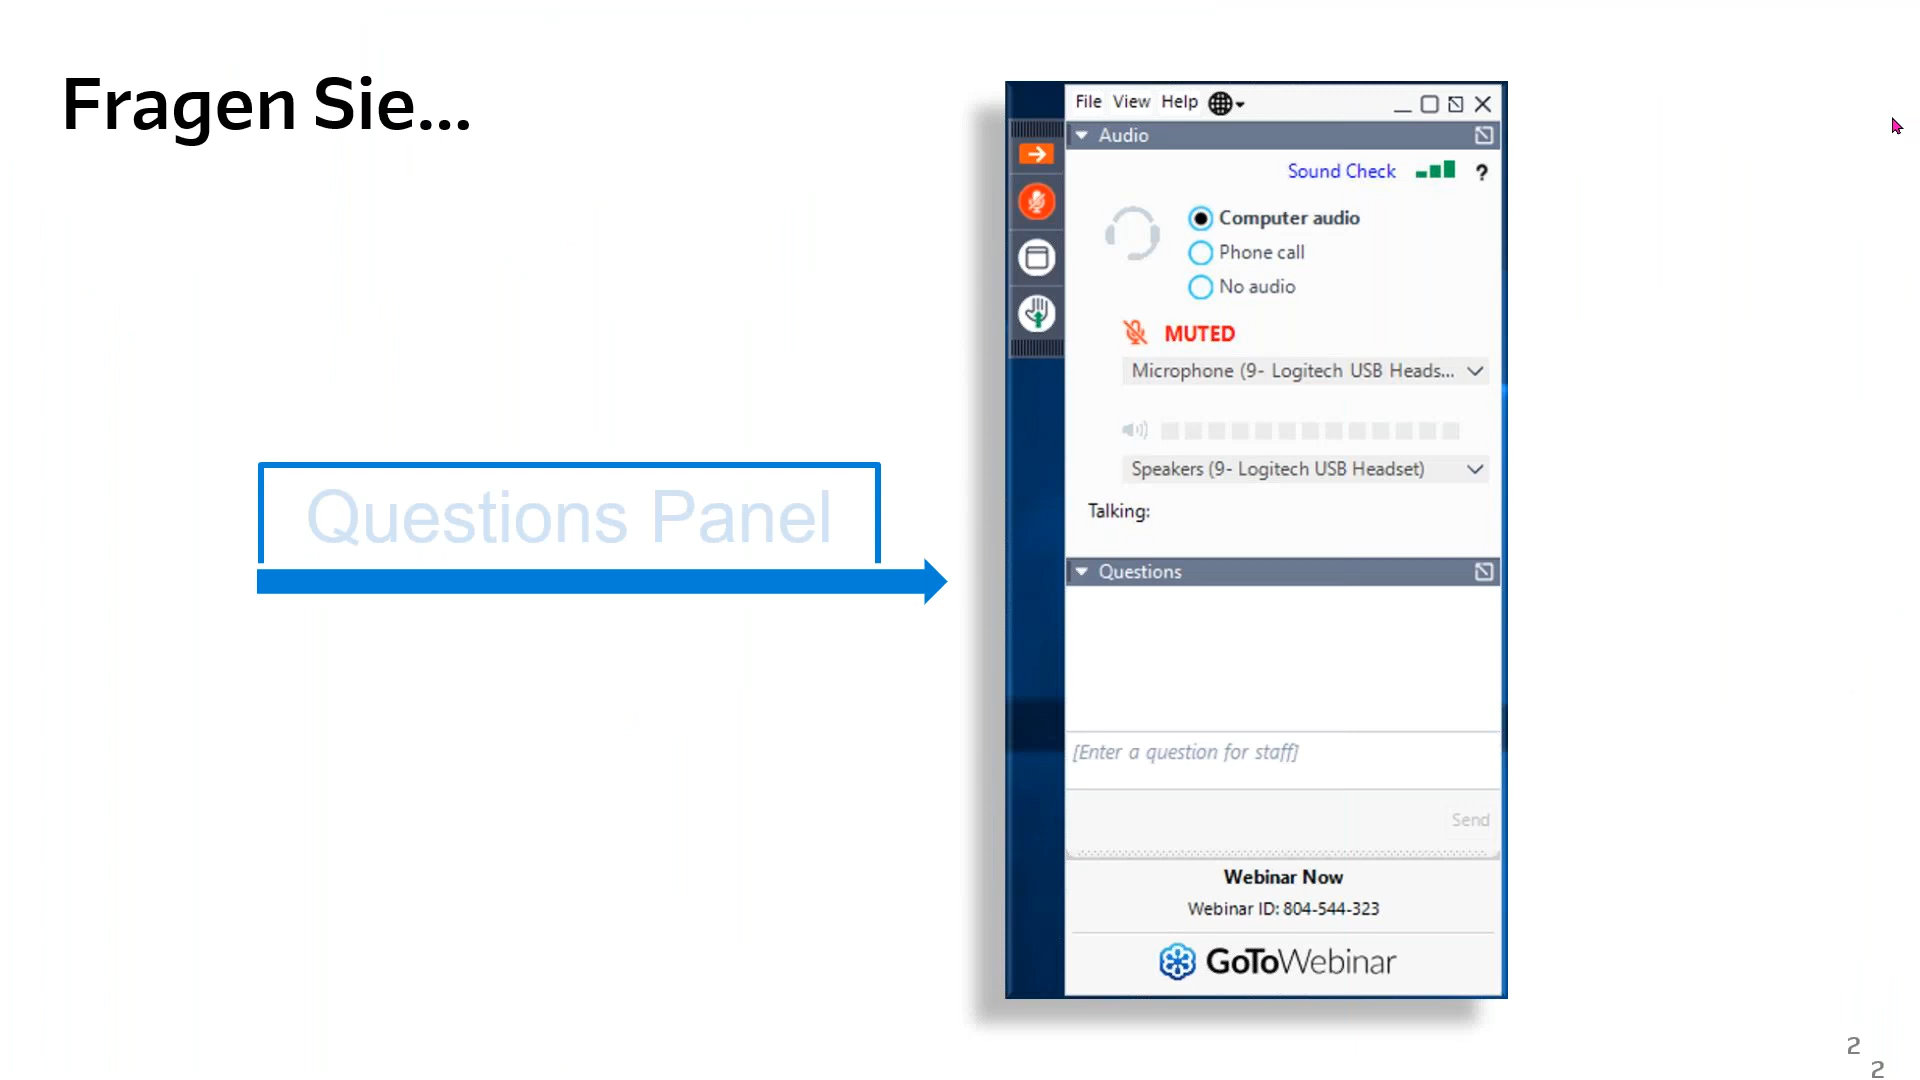 Fragen Sie...
Questions Panel
File View Help
Audio
Sound Check ?
Computer audio
Phone call
No audio
MUTED
Microphone (9- Logitech USB Heads...
Speakers (9- Logitech USB Headset)
Talking:
Questions
[Enter a question for staff]
Send
Webinar Now
Webinar ID: 804-544-323
GoToWebinar
2
2